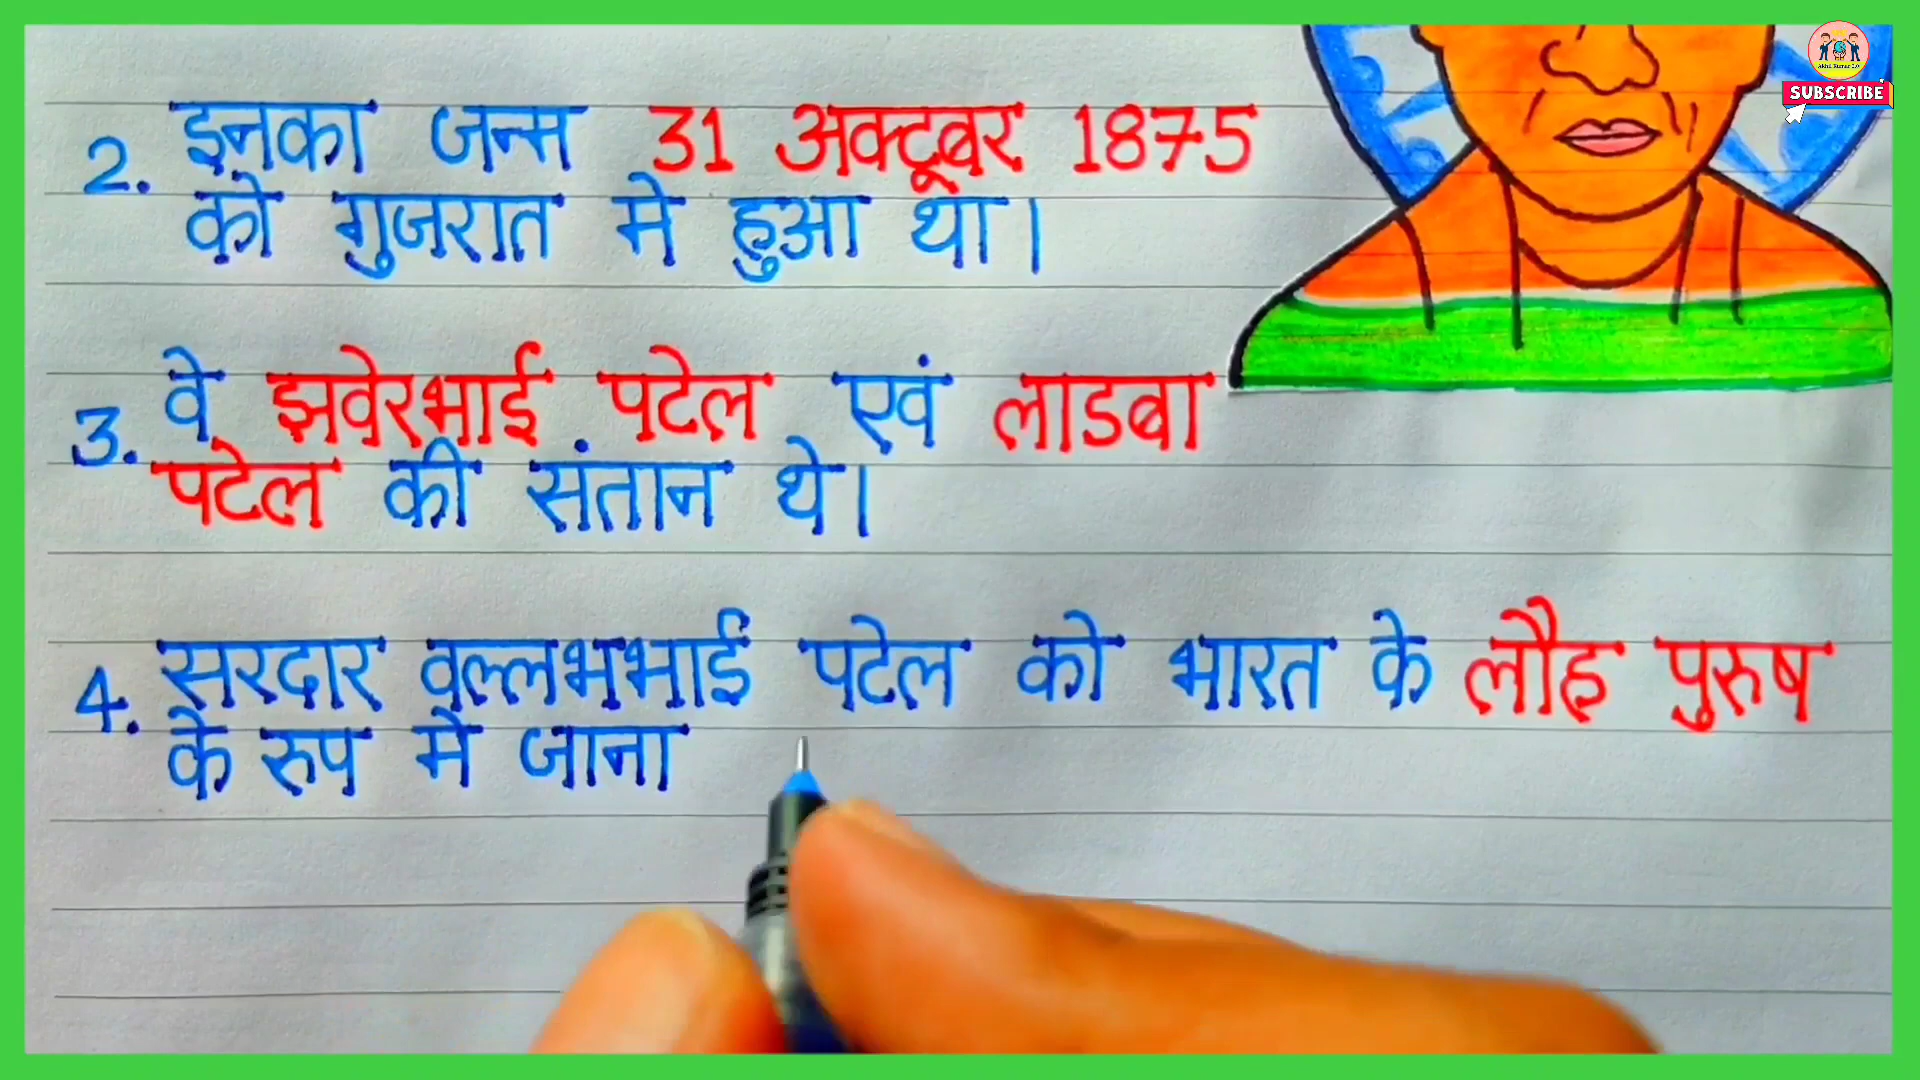 2. इनका जन्म 31 अक्टूबर 1875
को गुजरात मे हुआ था।
3. वे झवेरभाई पटेल एवं लाडबा
पटेल की संतान थे।
4. सरदार वल्लभभाई पटेल को भारत के लौह पुरुष
के रुप मे जाना
SUBSCRIBE